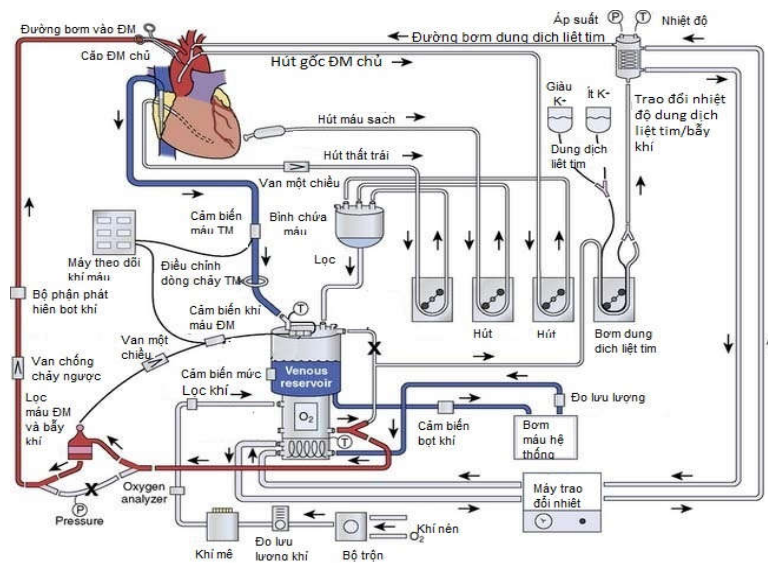 Đường bơm vào ĐM
Cặp ĐM chủ
Áp suất
P
T
Nhiệt độ
Đường bơm dung dịch liệt tim
Hút gốc ĐM chủ
Giàu
K-
Ít K-
Trao đổi nhiệt
độ dung dịch
liệt tim/bẫy
khí
Dung dịch
liệt tim
Hút máu sạch
Hút thất trái
Van một chiều
Cảm biến
máu TM
Bình chứa
máu
Máy theo dõi
khí máu
Điều chỉnh
dòng chảy TM
Lọc
Bộ phận phát
hiện bọt khí
Cảm biến khí
máu ĐM
T
Hút
Hút
Bơm dung
dịch liệt tim
Van một
chiều
X
Van chống
chảy ngược
Cảm biến mức
Lọc khí
Venous
reservoir
Lọc
máu ĐM
và bẫy
khí
O2
Cảm biến
bọt khí
Đo lưu lượng
Bơm
máu hệ
thống
T
X
P
Pressure
Oxygen
analyzer
Máy trao
đổi nhiệt
Khí mê
Đo lưu
lượng khí
Bộ trộn
Khí nén
O2